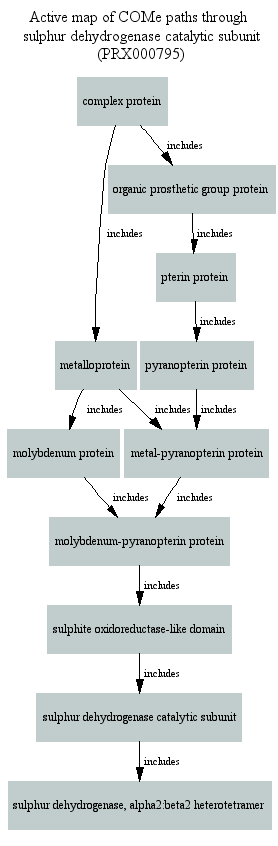 Active map of COMe paths through
sulphur dehydrogenase catalytic subunit
(PRX000795)
complex protein
includes
organic prosthetic group protein
includes
includes
pterin protein
includes
metalloprotein
pyranopterin protein
includes
includes
includes
molybdenum protein
metal-pyranopterin protein
includes
includes
molybdenum-pyranopterin protein
includes
sulphite oxidoreductase-like domain
includes
sulphur dehydrogenase catalytic subunit
includes
sulphur dehydrogenase, alpha2:beta2 heterotetramer